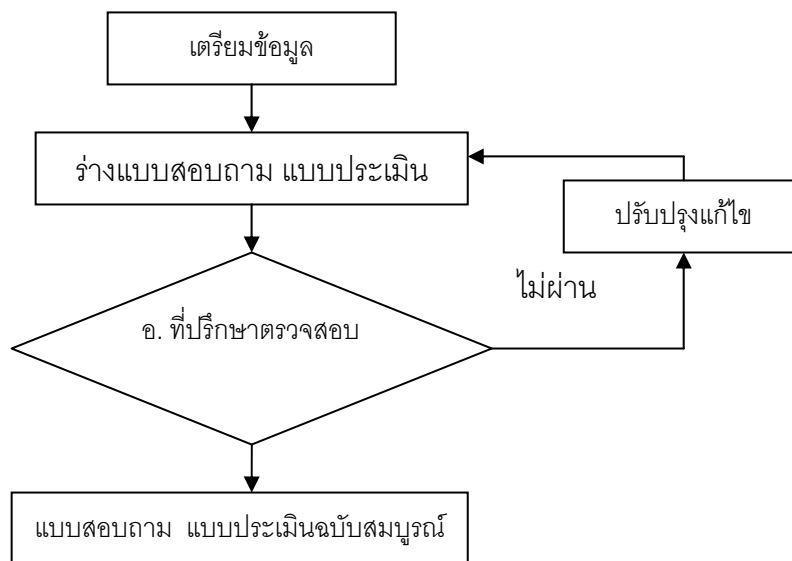 เตรียมข้อมูล
ร่างแบบสอบถาม แบบประเมิน
ปรับปรุงแก้ไข
ไม่ผ่าน
อ. ที่ปรึกษาตรวจสอบ
แบบสอบถาม แบบประเมินฉบับสมบูรณ์